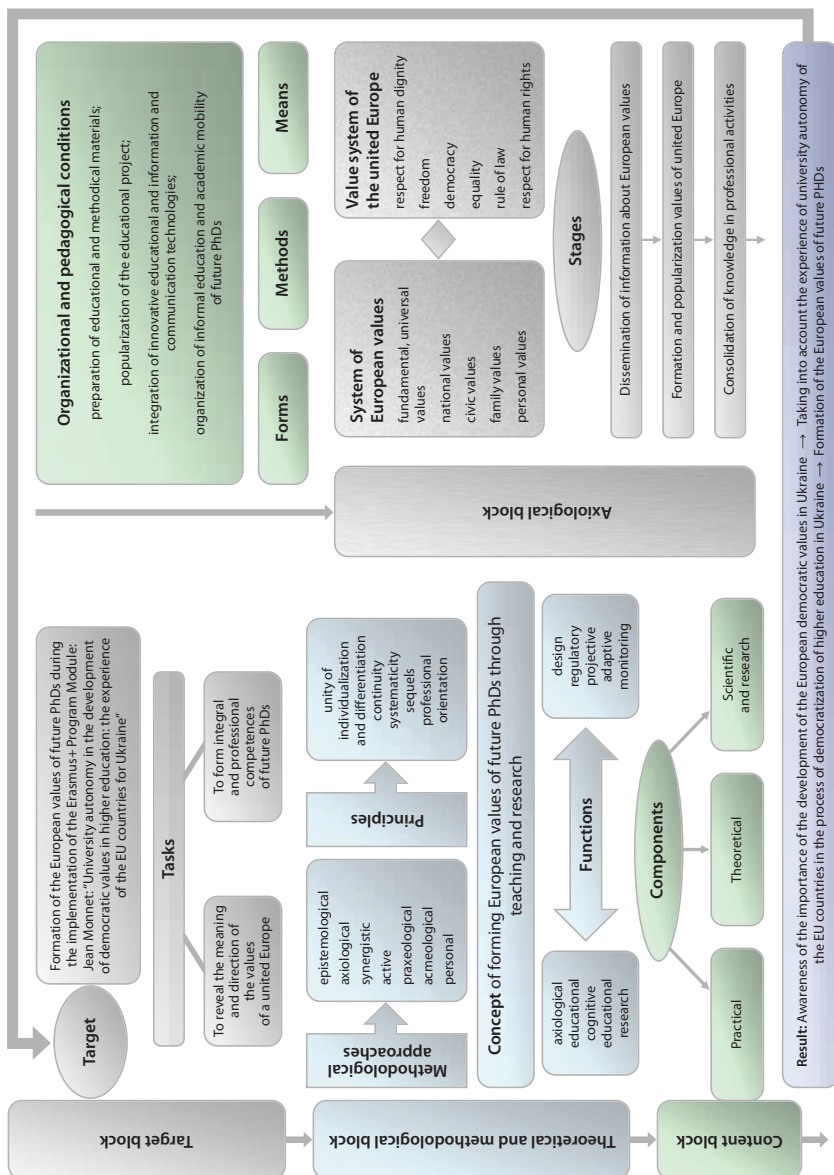 Target block
Target
Formation of the European values of future PhDs during
the implementation of the Erasmus+ Program Module:
Jean Monnet: "University autonomy in the development
of democratic values in higher education: the experience
of the EU countries for Ukraine"
Tasks
To reveal the meaning
and direction of
the values
of a united Europe
To form integral
and professional
competences
of future PhDs
Organizational and pedagogical conditions
preparation of educational and methodical materials;
popularization of the educational project;
integration of innovative educational and information and
communication technologies;
organization of informal education and academic mobility
of future PhDs
Forms
Methods
Means
Theoretical and methodological block
Methodological
approaches
epistemological
axiological
synergistic
active
praxeological
acmeological
personal
Principles
unity of
individualization
and differentiation
continuity
systematicity
sequels
professional
orientation
Concept of forming European values of future PhDs through
teaching and research
axiological
educational
cognitive
educational
research
Functions
design
regulatory
projective
adaptive
monitoring
Axiological block
System of
European values
fundamental, universal
values
national values
civic values
family values
personal values
Value system of
the united Europe
respect for human dignity
freedom
democracy
equality
rule of law
respect for human rights
Stages
Dissemination of information about European values
Formation and popularization values of united Europe
Consolidation of knowledge in professional activities
Content block
Components
Practical
Theoretical
Scientific
and research
Result: Awareness of the importance of the development of the European democratic values in Ukraine → Taking into account the experience of university autonomy of
the EU countries in the process of democratization of higher education in Ukraine → Formation of the European values of future PHDs